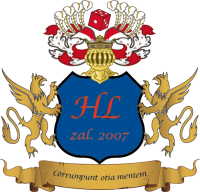 HL
zal. 2007
Corrumpunt otia mentem